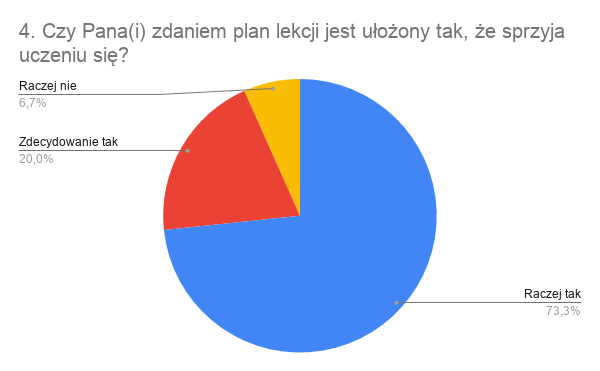 4. Czy Pana(i) zdaniem plan lekcji jest ułożony tak, że sprzyja
uczeniu się?
Raczej nie
6,7%
Zdecydowanie tak
20,0%
Raczej tak
73,3%